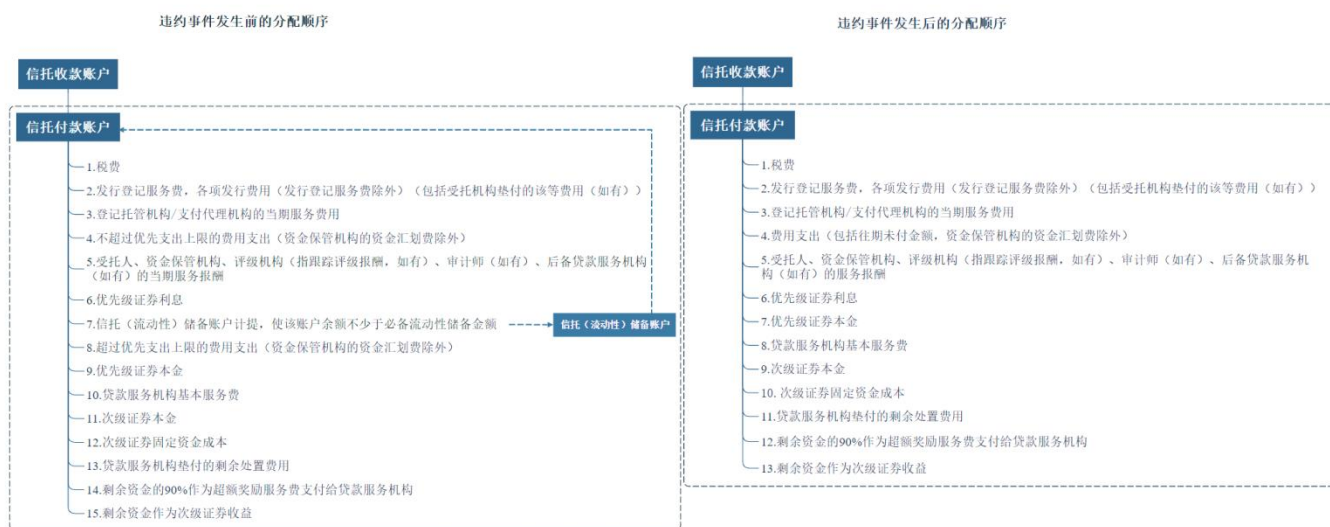 违约事件发生前的分配顺序
信托收款账户
信托付款账户
1.税费
2.发行登记服务费，各项发行费用（发行登记服务费除外）（包括受托机构垫付的该等费用（如有））
3.登记托管机构/支付代理机构的当期服务费用
4.不超过优先支出上限的费用支出（资金保管机构的资金汇划费除外）
5.受托人、资金保管机构、评级机构（指跟踪评级报酬，如有）、审计师（如有）、后备贷款服务机构
（如有）的当期服务报酬
6.优先级证券利息
7.信托（流动性）储备账户计提，使该账户余额不少于必备流动性储备金额
信托（流动性）储备账户
8.超过优先支出上限的费用支出（资金保管机构的资金汇划费除外）
9.优先级证券本金
10.贷款服务机构基本服务费
11.次级证券本金
12.次级证券固定资金成本
13.贷款服务机构垫付的剩余处置费用
14.剩余资金的90%作为超额奖励服务费支付给贷款服务机构
15.剩余资金作为次级证券收益
违约事件发生后的分配顺序
信托收款账户
信托付款账户
1.税费
2.发行登记服务费，各项发行费用（发行登记服务费除外）（包括受托机构垫付的该等费用（如有））
3.登记托管机构/支付代理机构的当期服务费用
4.费用支出（包括往期未付金额，资金保管机构的资金汇划费除外）
5.受托人、资金保管机构、评级机构（指跟踪评级报酬，如有）、审计师（如有）、后备贷款服务机
构（如有）的服务报酬
6.优先级证券利息
7.优先级证券本金
8.贷款服务机构基本服务费
9.次级证券本金
10. 次级证券固定资金成本
11.贷款服务机构垫付的剩余处置费用
12.剩余资金的90%作为超额奖励服务费支付给贷款服务机构
13.剩余资金作为次级证券收益